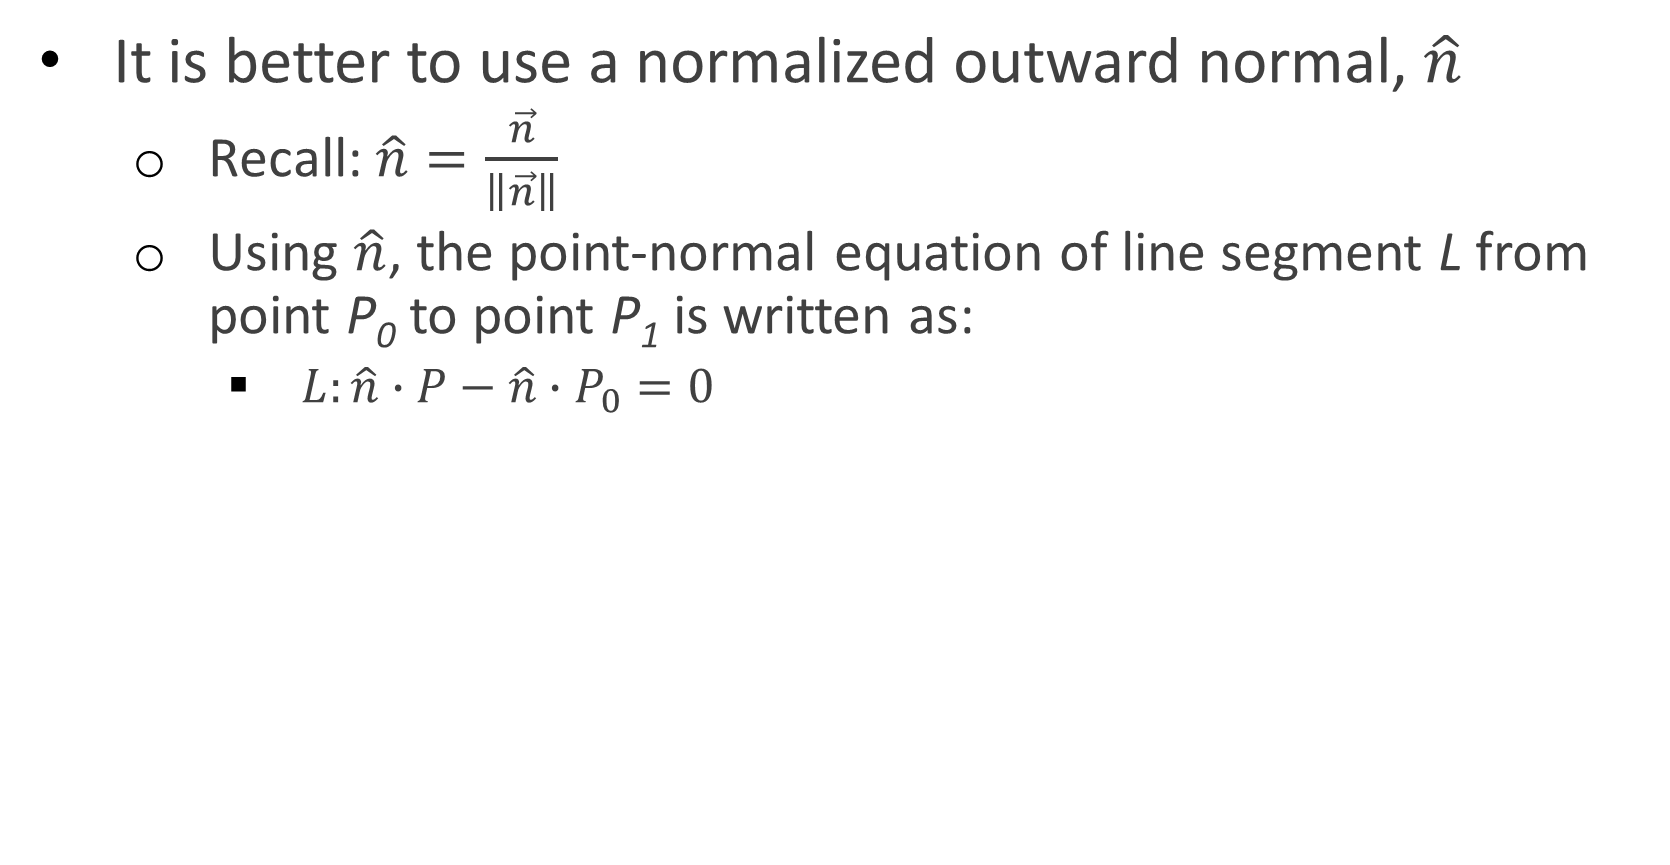 • It is better to use a normalized outward normal, n̂
o Recall: n̂ = n⃗ / ‖n⃗‖
o Using n̂, the point-normal equation of line segment L from
point P₀ to point P₁ is written as:
▪ L: n̂ · P − n̂ · P₀ = 0